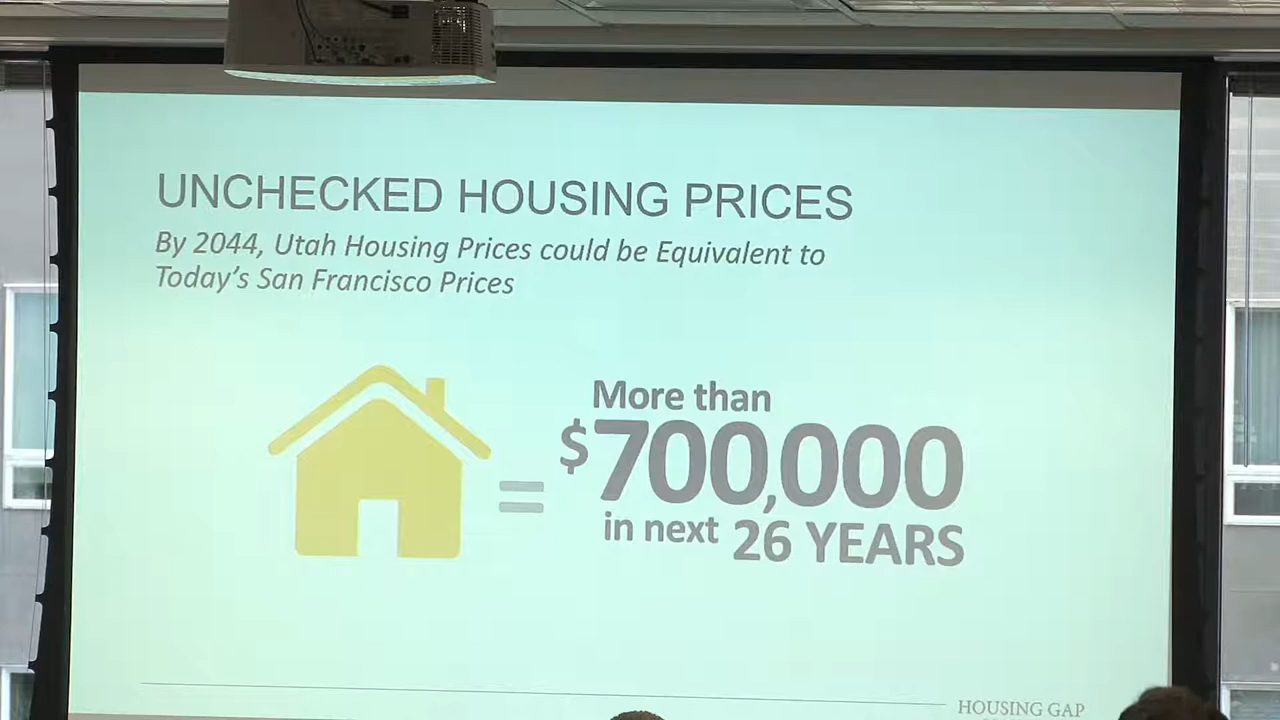 UNCHECKED HOUSING PRICES
By 2044, Utah Housing Prices could be Equivalent to
Today's San Francisco Prices
=
More than
$700,000
in next 26 YEARS
HOUSING GAP